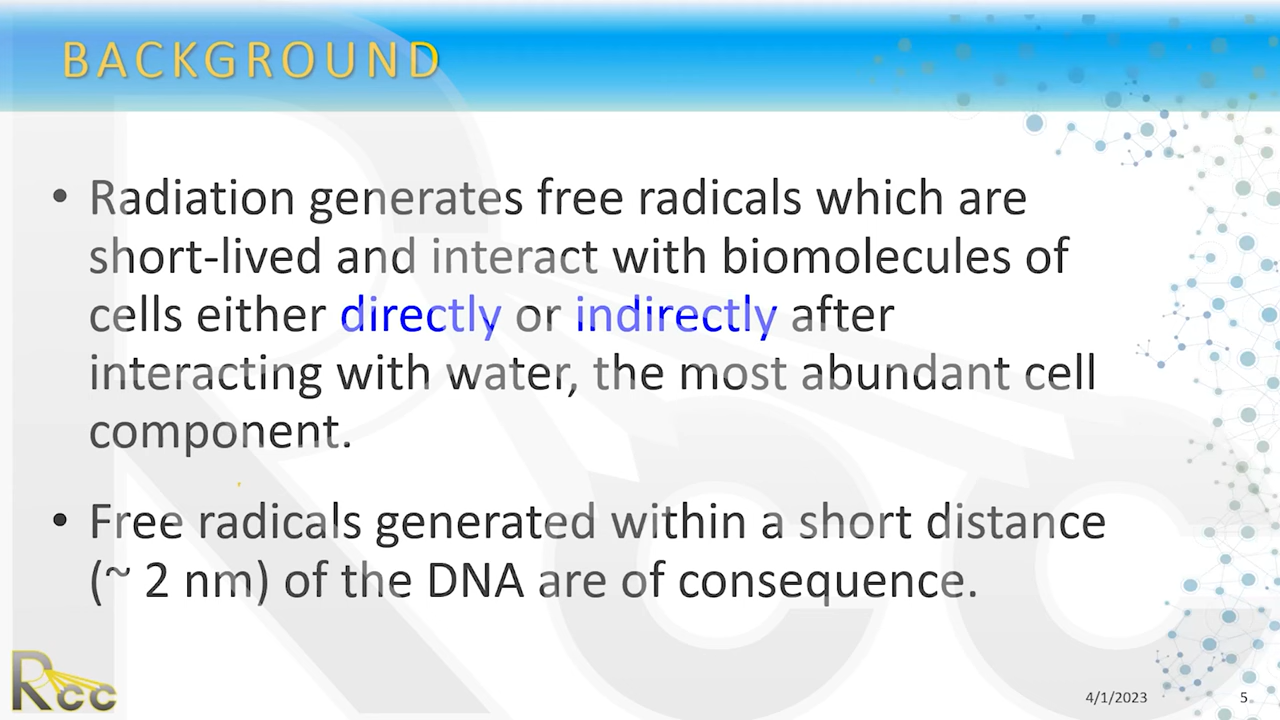 BACKGROUND
• Radiation generates free radicals which are
short-lived and interact with biomolecules of
cells either directly or indirectly after
interacting with water, the most abundant cell
component.
• Free radicals generated within a short distance
(~ 2 nm) of the DNA are of consequence.
Rcc
4/1/2023
5